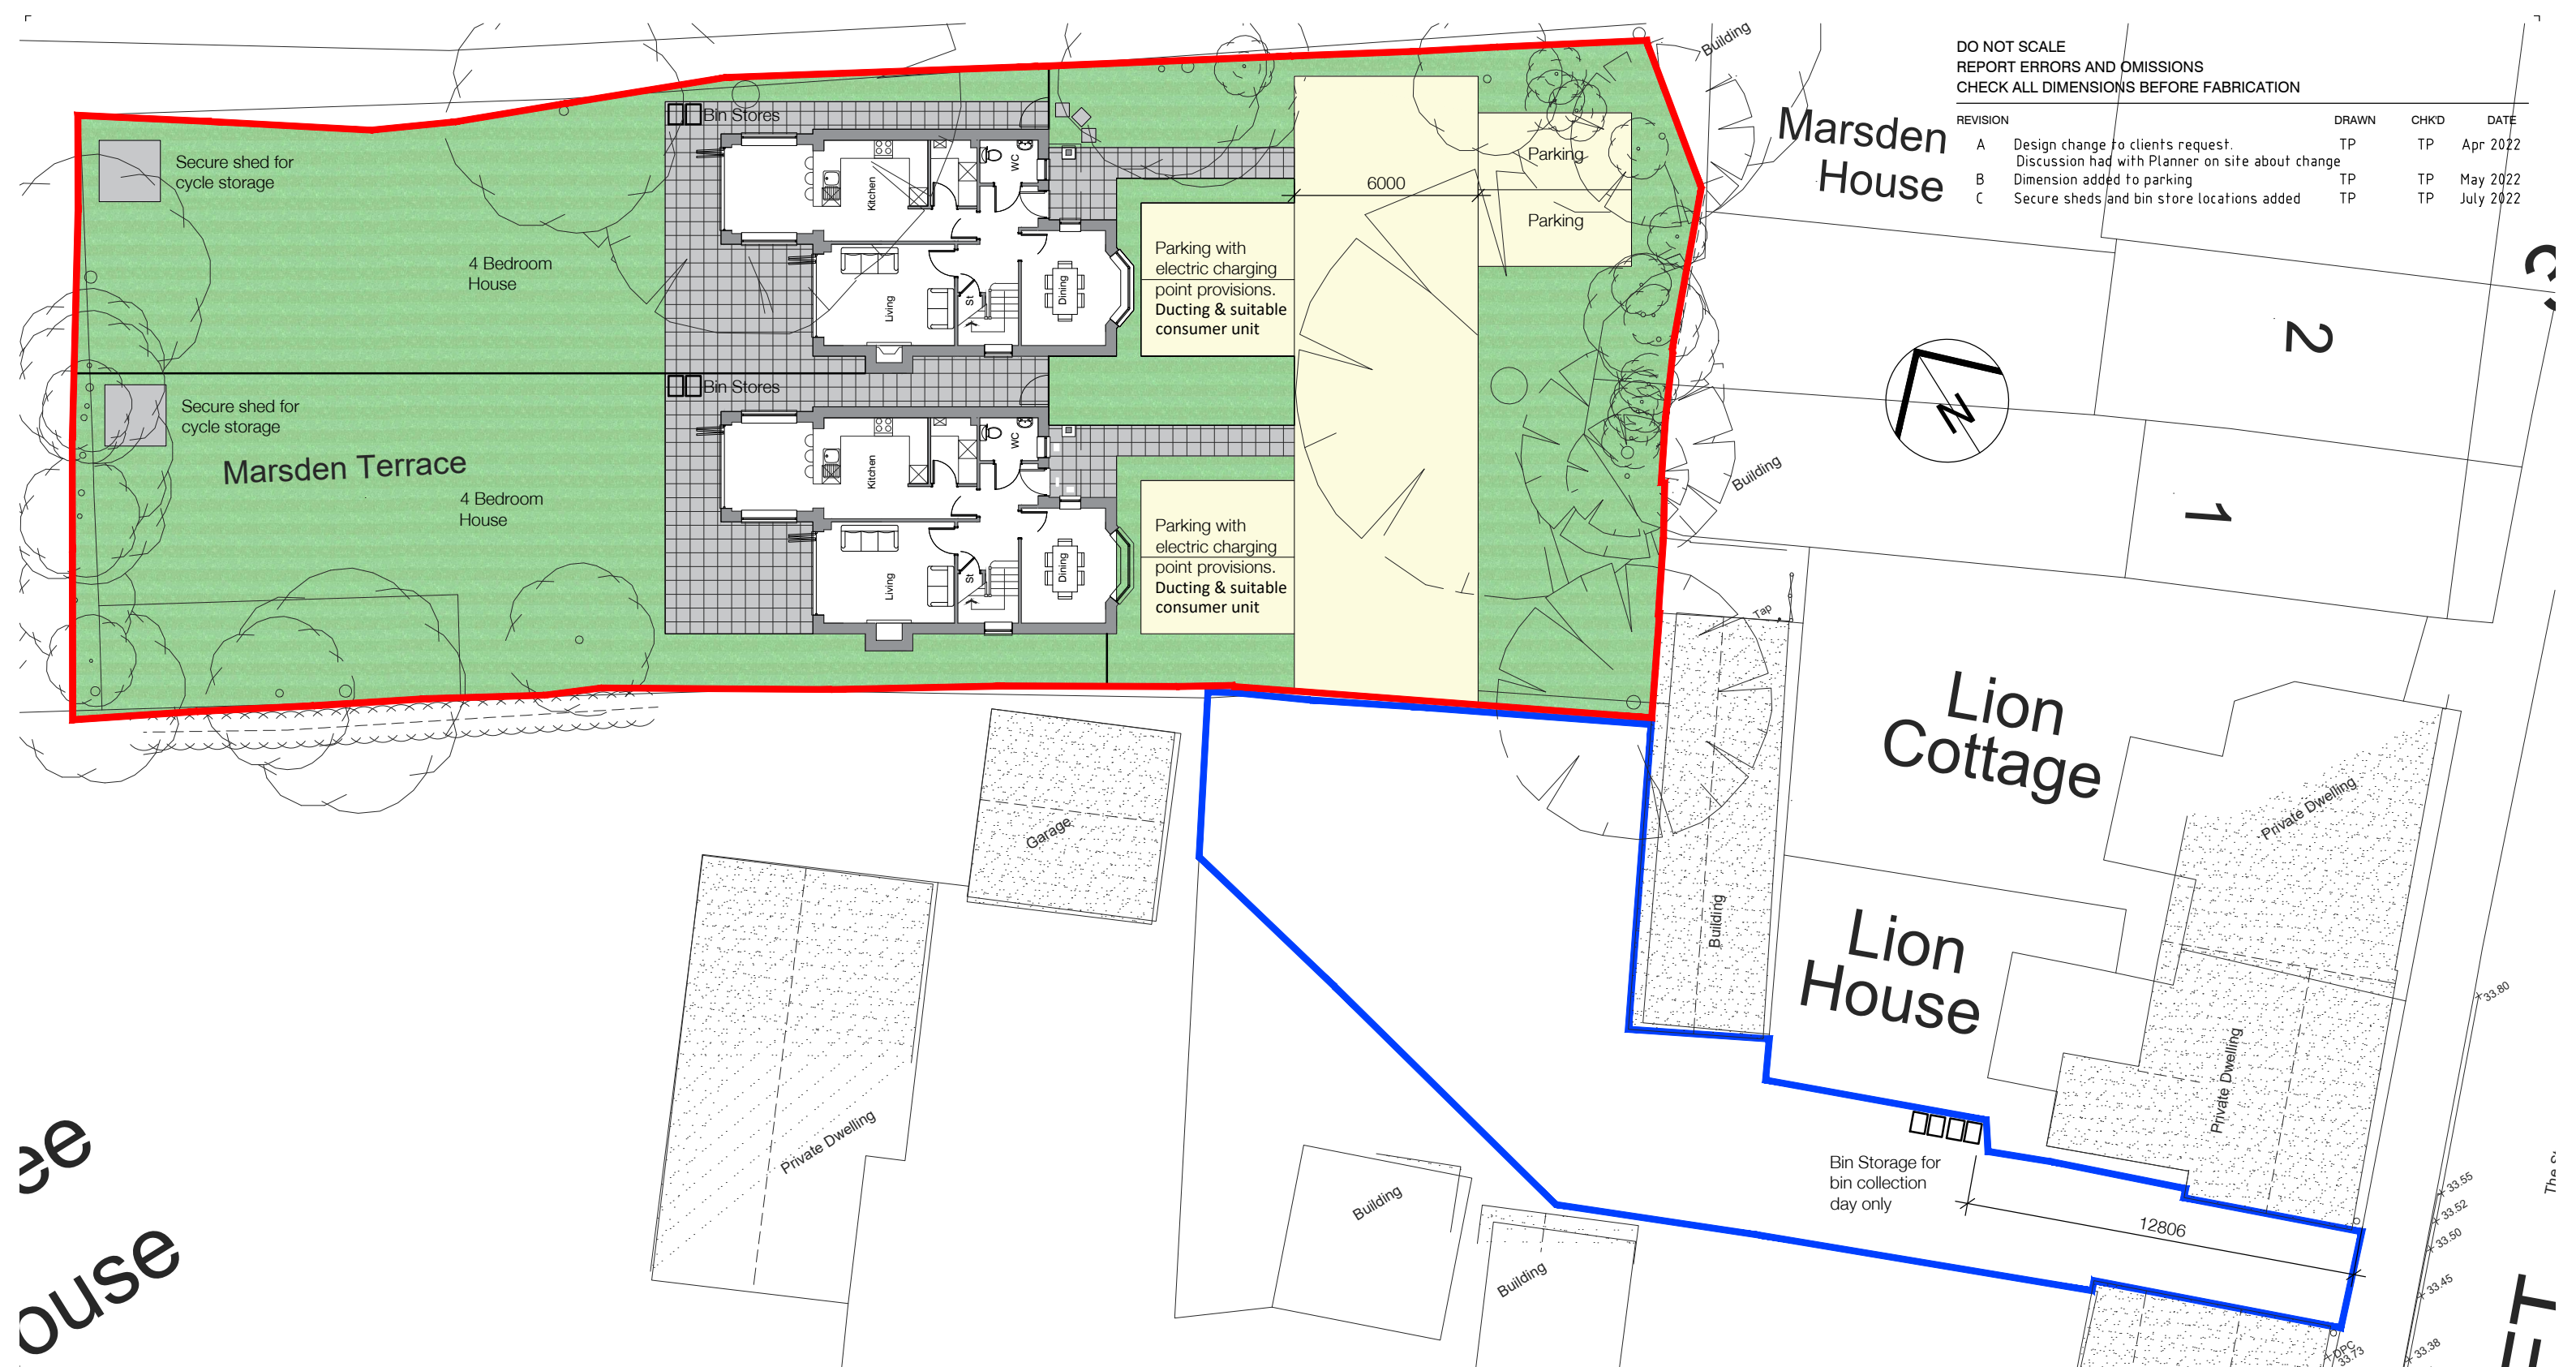 DO NOT SCALE
REPORT ERRORS AND OMISSIONS
CHECK ALL DIMENSIONS BEFORE FABRICATION
REVISION DRAWN CHK'D DATE
A Design change to clients request. TP TP Apr 2022
Discussion had with Planner on site about change
B Dimension added to parking TP TP May 2022
C Secure sheds and bin store locations added TP TP July 2022
Building
Marsden
House
Bin Stores
Secure shed for
cycle storage
4 Bedroom
House
Kitchen
WC
Living
St
Dining
Parking with
electric charging
point provisions.
Ducting & suitable
consumer unit
6000
Parking
Parking
2
N
1
Bin Stores
Secure shed for
cycle storage
Marsden Terrace
4 Bedroom
House
Kitchen
WC
Living
St
Dining
Parking with
electric charging
point provisions.
Ducting & suitable
consumer unit
Building
Tap
Lion
Cottage
Private Dwelling
Garage
Building
Lion
House
Private Dwelling
33.80
Private Dwelling
Building
Building
Bin Storage for
bin collection
day only
12806
33.55
33.52
33.50
33.45
33.38
DPC
33.73
ee
ouse
ET